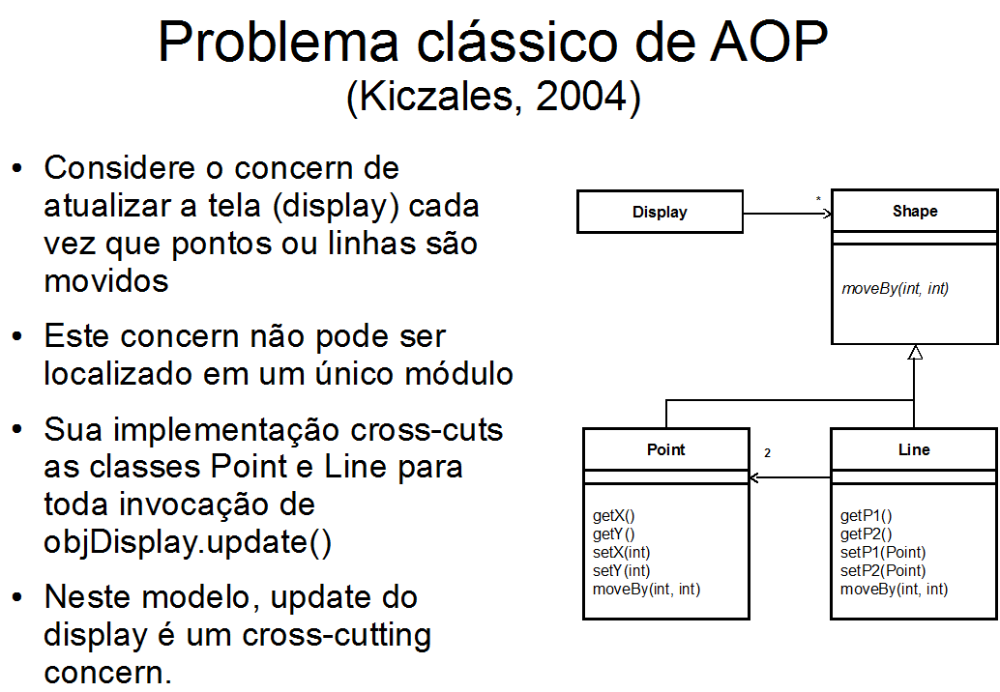 Problema clássico de AOP
(Kiczales, 2004)
• Considere o concern de
atualizar a tela (display) cada
vez que pontos ou linhas são
movidos
• Este concern não pode ser
localizado em um único módulo
• Sua implementação cross-cuts
as classes Point e Line para
toda invocação de
objDisplay.update()
• Neste modelo, update do
display é um cross-cutting
concern.
Display
*
Shape
moveBy(int, int)
Point
getX()
getY()
setX(int)
setY(int)
moveBy(int, int)
2
Line
getP1()
getP2()
setP1(Point)
setP2(Point)
moveBy(int, int)